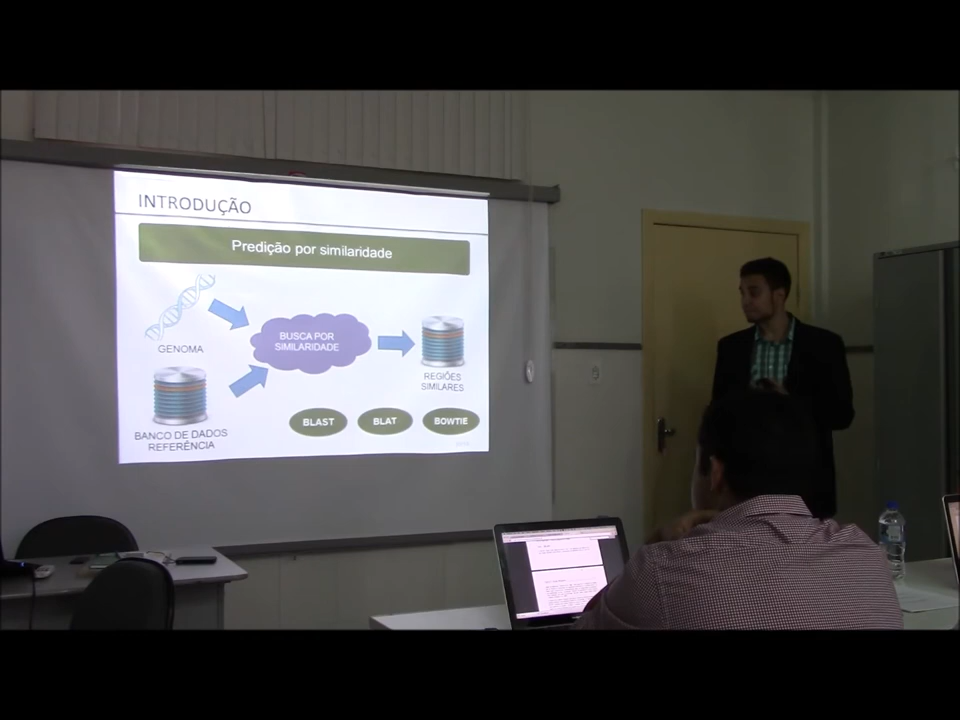 INTRODUÇÃO
Predição por similaridade
GENOMA
BUSCA POR
SIMILARIDADE
REGIÕES
SIMILARES
BANCO DE DADOS
REFERÊNCIA
BLAST
BLAT
BOWTIE